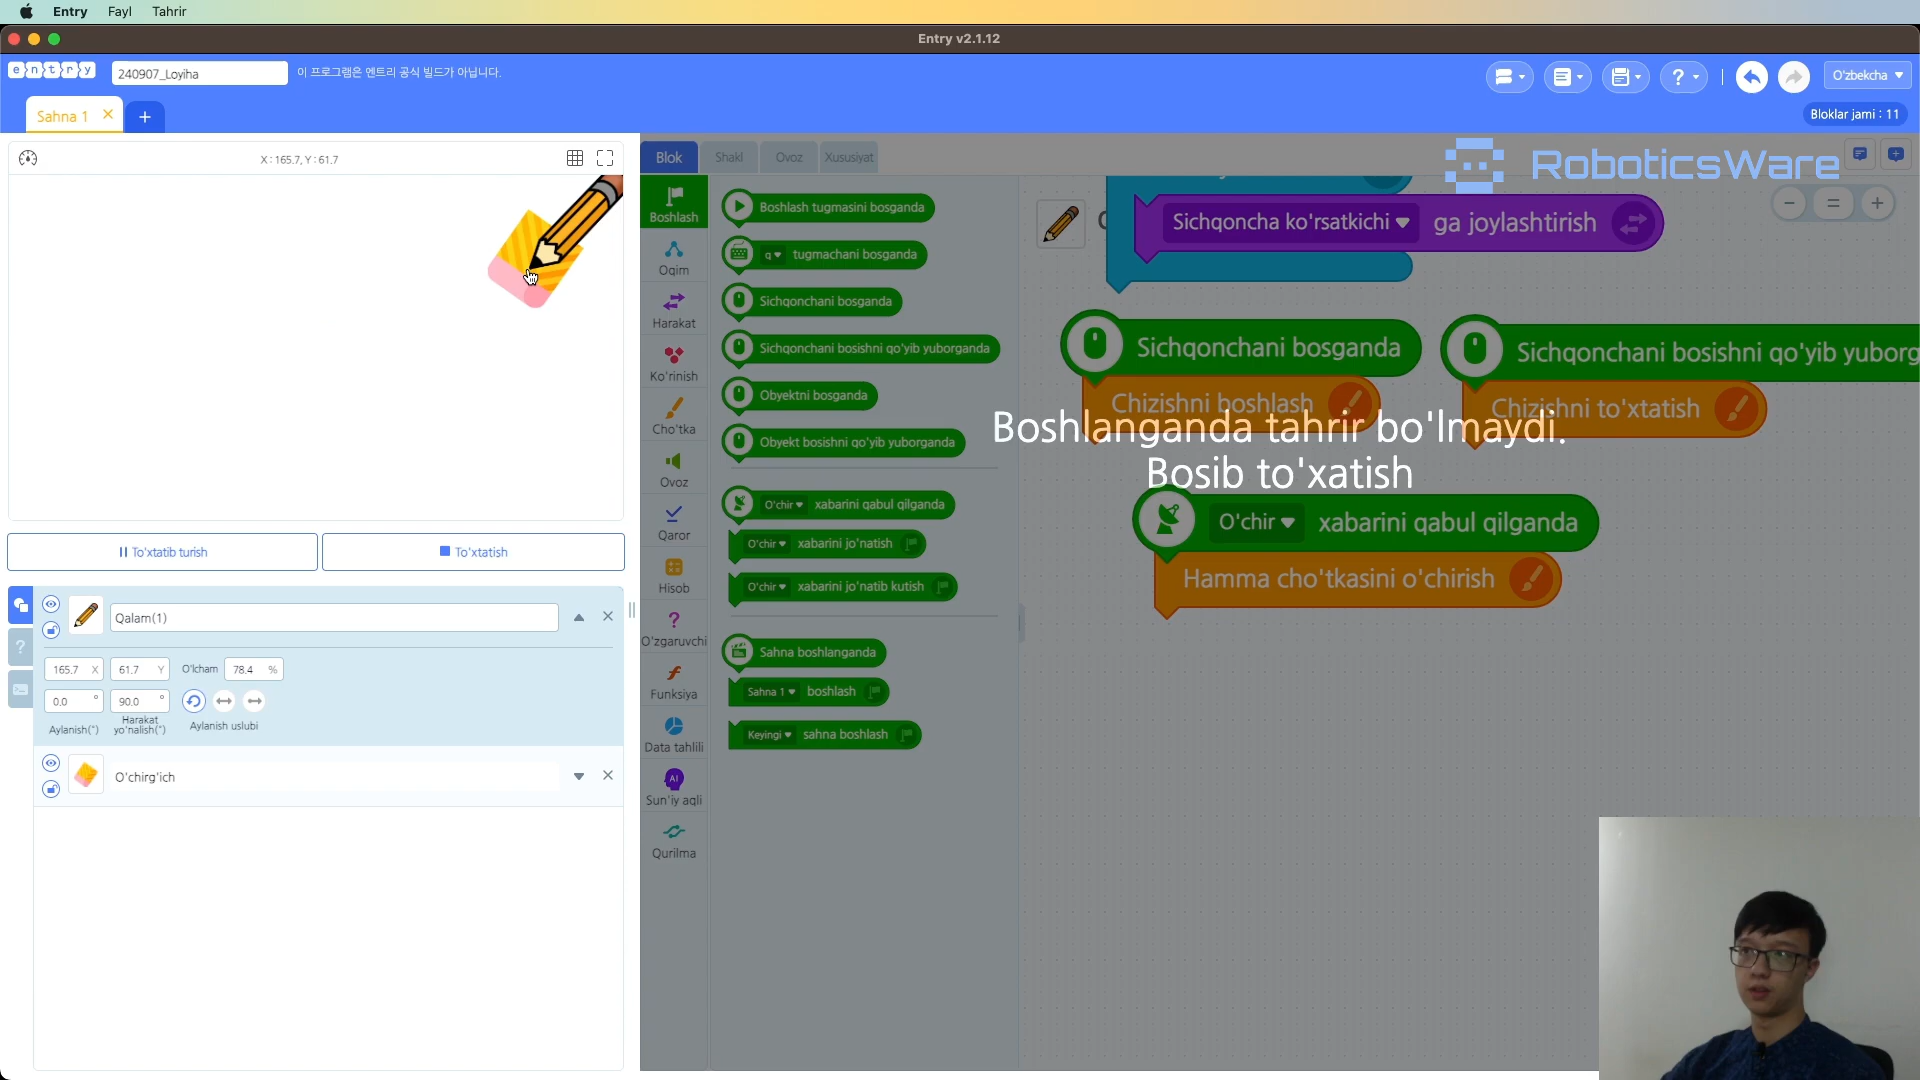 Entry Fayl Tahrir
Entry v2.1.12
entry
240907_Loyiha
이 프로그램은 엔트리 공식 빌드가 아닙니다.
O'zbekcha
Sahna 1
Bloklar jami : 11
X : 165.7, Y : 61.7
To'xtatib turish
To'xtatish
Qalam(1)
165.7 X
61.7 Y
O'lcham 78.4 %
0.0 °
90.0 °
Aylanish(°)
Harakat
yo'nalish(°)
Aylanish uslubi
O'chirg'ich
Blok
Shakl
Ovoz
Xususiyat
Boshlash
Oqim
Harakat
Ko'rinish
Cho'tka
Ovoz
Qaror
Hisob
O'zgaruvchi
Funksiya
Data tahlili
AI
Sun'iy aqli
Qurilma
Boshlash tugmasini bosganda
q tugmachani bosganda
Sichqonchani bosganda
Sichqonchani bosishni qo'yib yuborganda
Obyektni bosganda
Obyekt bosishni qo'yib yuborganda
O'chir xabarini qabul qilganda
O'chir xabarini jo'natish
O'chir xabarini jo'natib kutish
Sahna boshlanganda
Sahna 1 boshlash
Keyingi sahna boshlash
RoboticsWare
Sichqoncha ko'rsatkichi ga joylashtirish
Sichqonchani bosganda
Chizishni boshlash
Sichqonchani bosishni qo'yib yuborg
Chizishni to'xtatish
Boshlanganda tahrir bo'lmaydi.
Bosib to'xatish
O'chir xabarini qabul qilganda
Hamma cho'tkasini o'chirish